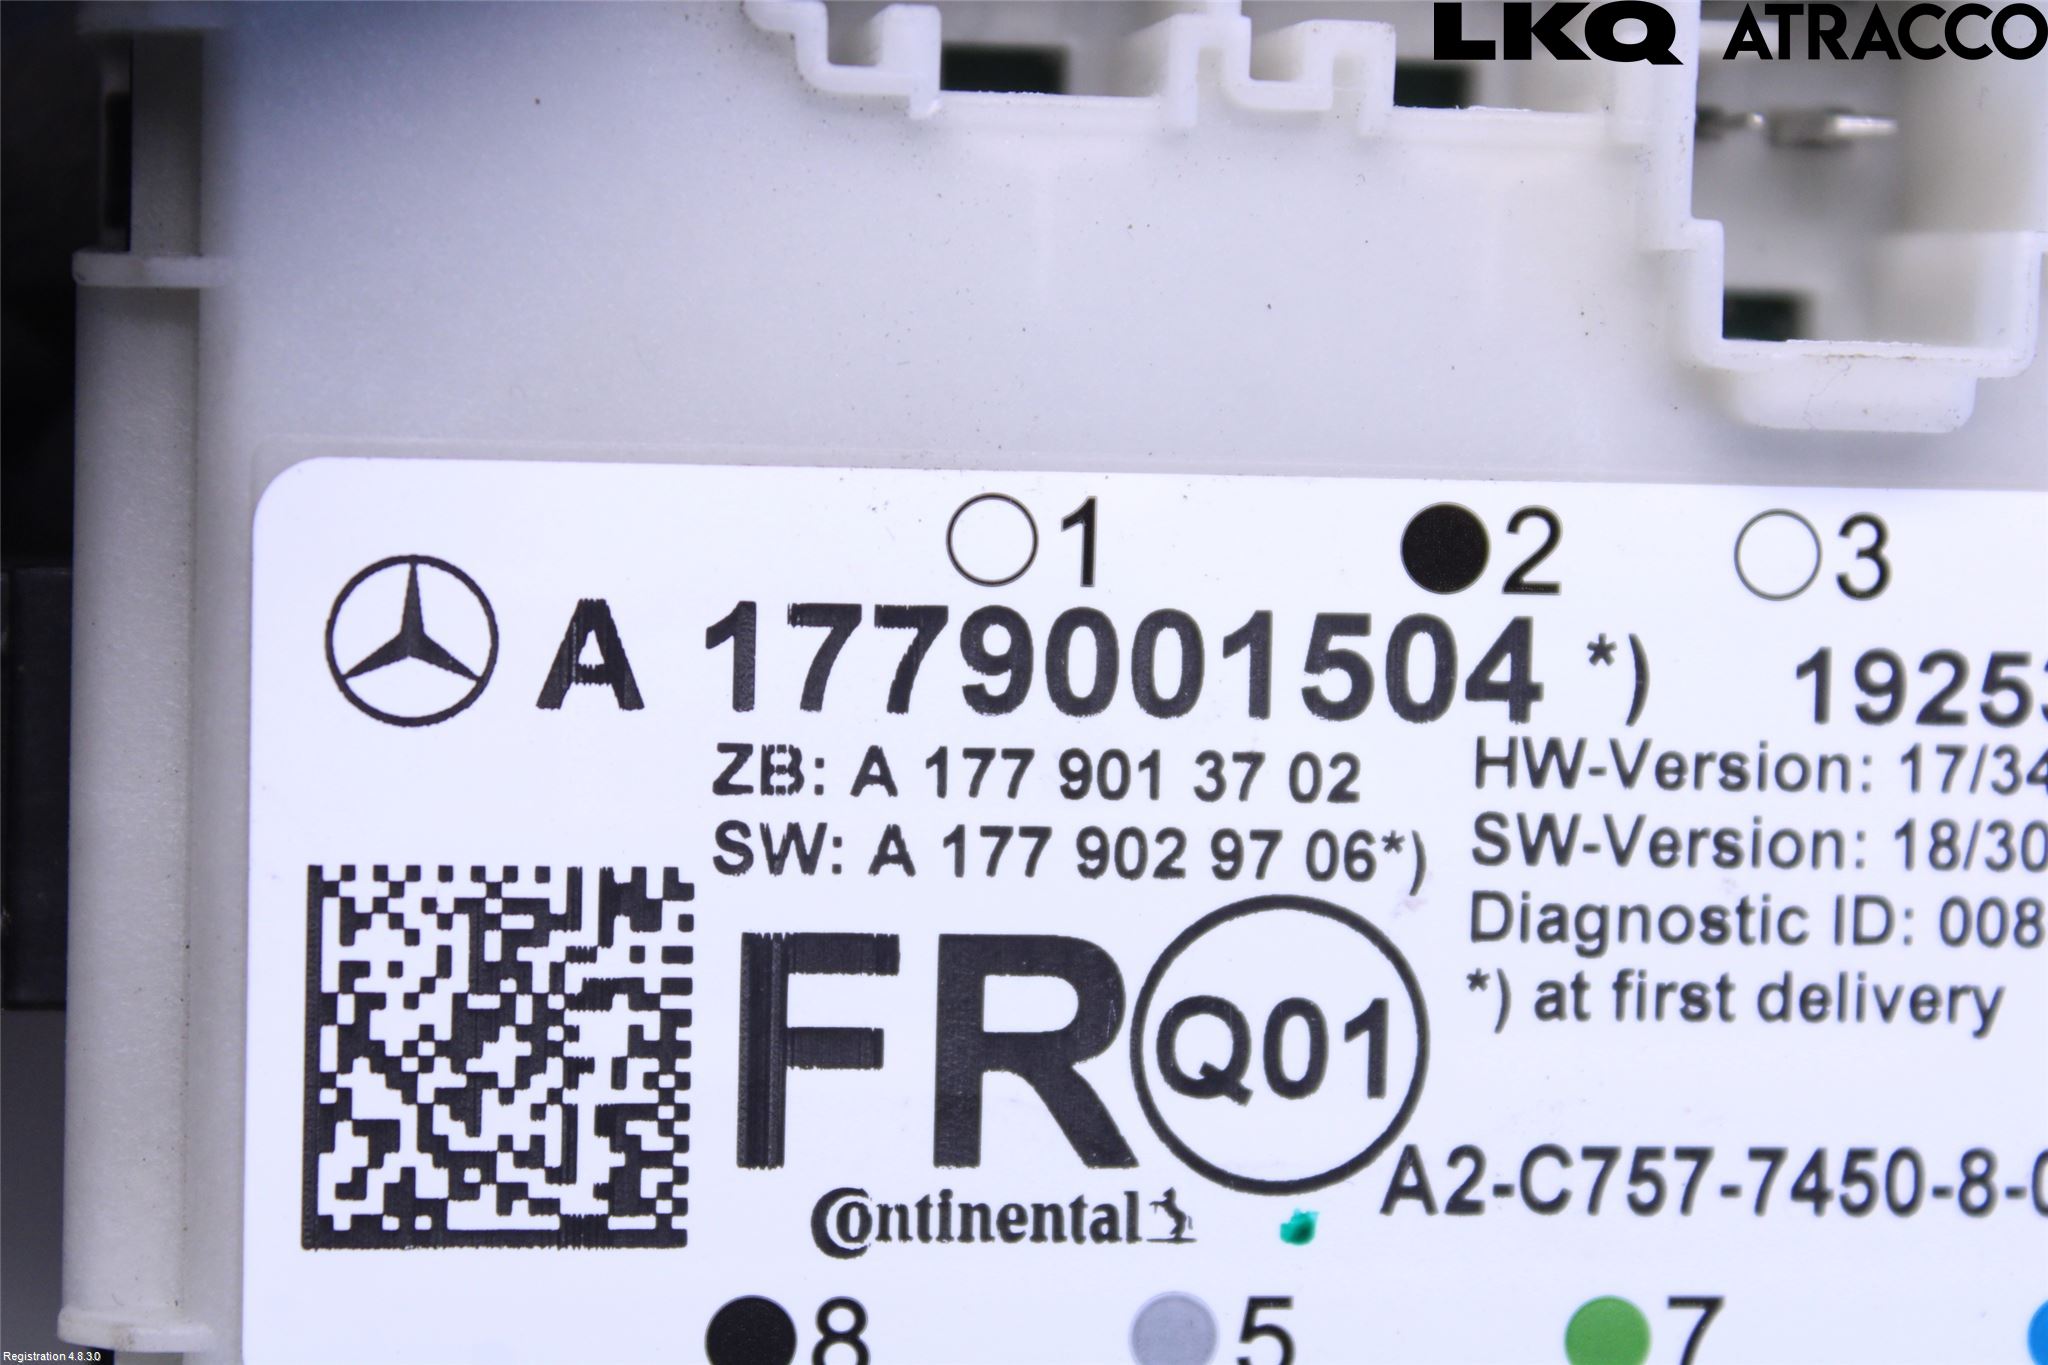 LKQ ATRACCO
1 2 3
A 1779001504 *) 1925
ZB: A 177 901 37 02
HW-Version: 17/34
SW: A 177 902 97 06*)
SW-Version: 18/30
Diagnostic ID: 008
*) at first delivery
FR Q01
A2-C757-7450-8-0
Continental
8 5 7
Registration 4.8.3.0